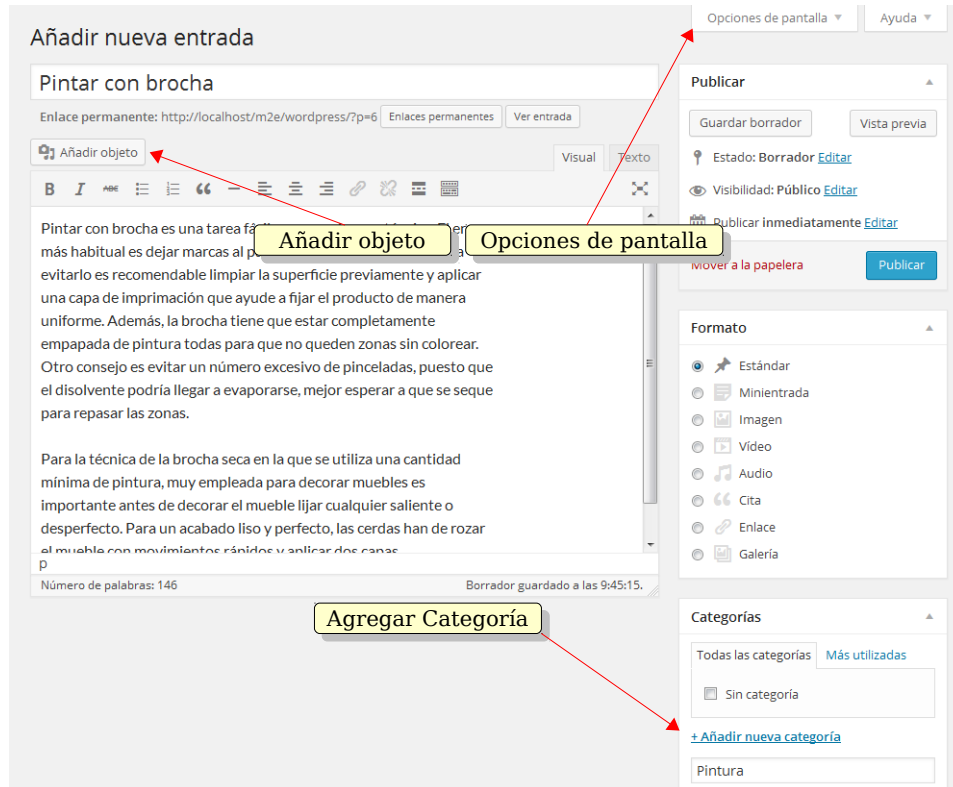 Opciones de pantalla
Ayuda
Añadir nueva entrada
Pintar con brocha
Enlace permanente: http://localhost/m2e/wordpress/?p=6 Enlaces permanentes Ver entrada
Añadir objeto
Visual Texto
B I ABE
Pintar con brocha es una tarea
más habitual es dejar marcas al
evitarlo es recomendable limpiar la superficie previamente y aplicar
una capa de imprimación que ayude a fijar el producto de manera
uniforme. Además, la brocha tiene que estar completamente
empapada de pintura todas para que no queden zonas sin colorear.
Otro consejo es evitar un número excesivo de pinceladas, puesto que
el disolvente podría llegar a evaporarse, mejor esperar a que se seque
para repasar las zonas.
Para la técnica de la brocha seca en la que se utiliza una cantidad
mínima de pintura, muy empleada para decorar muebles es
importante antes de decorar el mueble lijar cualquier saliente o
desperfecto. Para un acabado liso y perfecto, las cerdas han de rozar
el mueble con movimientos rápidos y aplicar dos capas
p
Número de palabras: 146
Borrador guardado a las 9:45:15.
Añadir objeto
Opciones de pantalla
Agregar Categoría
Publicar
Guardar borrador
Vista previa
Estado: Borrador Editar
Visibilidad: Público Editar
Publicar inmediatamente Editar
Mover a la papelera
Publicar
Formato
Estándar
Minientrada
Imagen
Vídeo
Audio
Cita
Enlace
Galería
Categorías
Todas las categorías Más utilizadas
Sin categoría
+ Añadir nueva categoría
Pintura